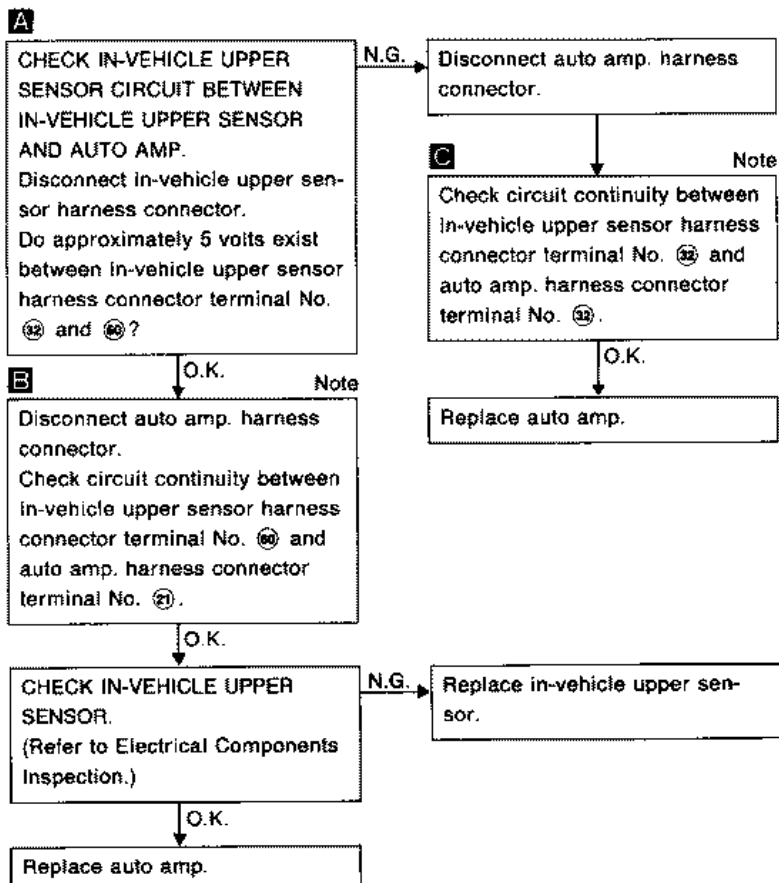 A
CHECK IN-VEHICLE UPPER
SENSOR CIRCUIT BETWEEN
IN-VEHICLE UPPER SENSOR
AND AUTO AMP.
Disconnect in-vehicle upper sen-
sor harness connector.
Do approximately 5 volts exist
between in-vehicle upper sensor
harness connector terminal No.
㉜ and 60?
N.G.
Disconnect auto amp. harness
connector.
C
Note
Check circuit continuity between
in-vehicle upper sensor harness
connector terminal No. ㉜ and
auto amp. harness connector
terminal No. ㉜.
O.K.
Replace auto amp.
O.K.
B
Note
Disconnect auto amp. harness
connector.
Check circuit continuity between
in-vehicle upper sensor harness
connector terminal No. 60 and
auto amp. harness connector
terminal No. ㉑.
O.K.
CHECK IN-VEHICLE UPPER
SENSOR.
(Refer to Electrical Components
Inspection.)
N.G.
Replace in-vehicle upper sen-
sor.
O.K.
Replace auto amp.